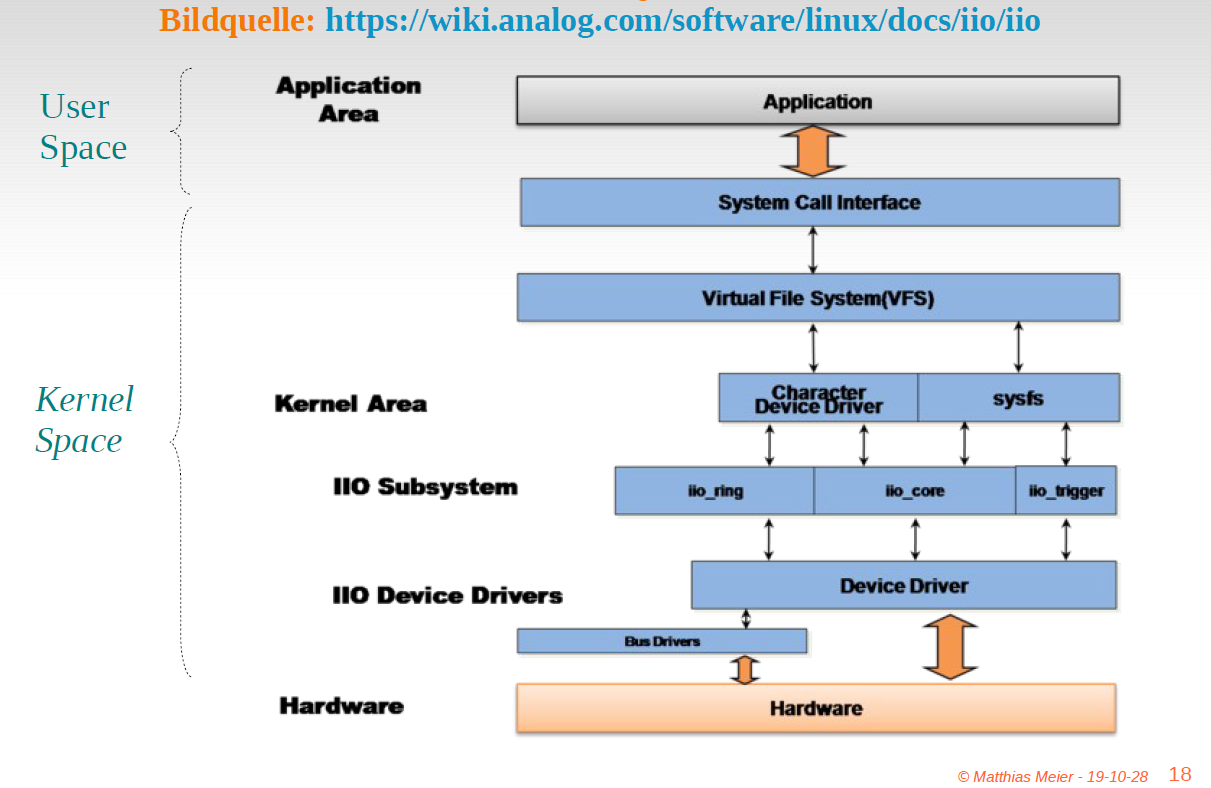 Bildquelle: https://wiki.analog.com/software/linux/docs/iio/iio
User
Space
Application
Area
Application
System Call Interface
Virtual File System(VFS)
Kernel
Space
Kernel Area
Character
Device Driver
sysfs
IIO Subsystem
iio_ring
iio_core
iio_trigger
IIO Device Drivers
Device Driver
Bus Drivers
Hardware
Hardware
© Matthias Meier - 19-10-28
18